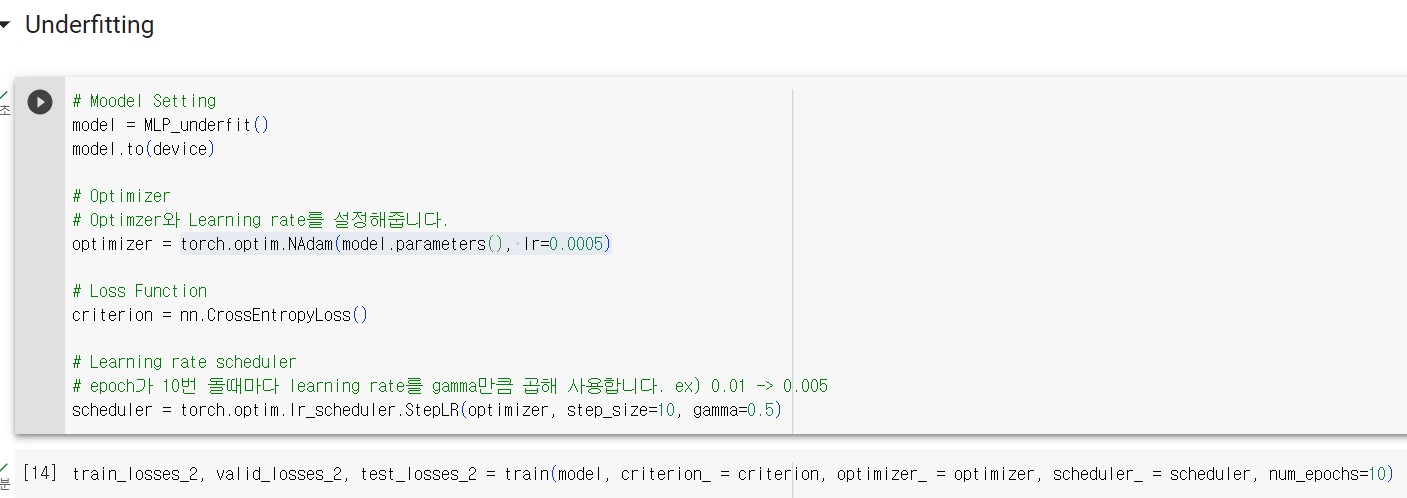 Underfitting
초
# Moodel Setting
model = MLP_underfit()
model.to(device)
# Optimizer
# Optimzer와 Learning rate를 설정해줍니다.
optimizer = torch.optim.NAdam(model.parameters(), lr=0.0005)
# Loss Function
criterion = nn.CrossEntropyLoss()
# Learning rate scheduler
# epoch가 10번 돌때마다 learning rate를 gamma만큼 곱해 사용합니다. ex) 0.01 -> 0.005
scheduler = torch.optim.lr_scheduler.StepLR(optimizer, step_size=10, gamma=0.5)
[14] train_losses_2, valid_losses_2, test_losses_2 = train(model, criterion_ = criterion, optimizer_ = optimizer, scheduler_ = scheduler, num_epochs=10)
분